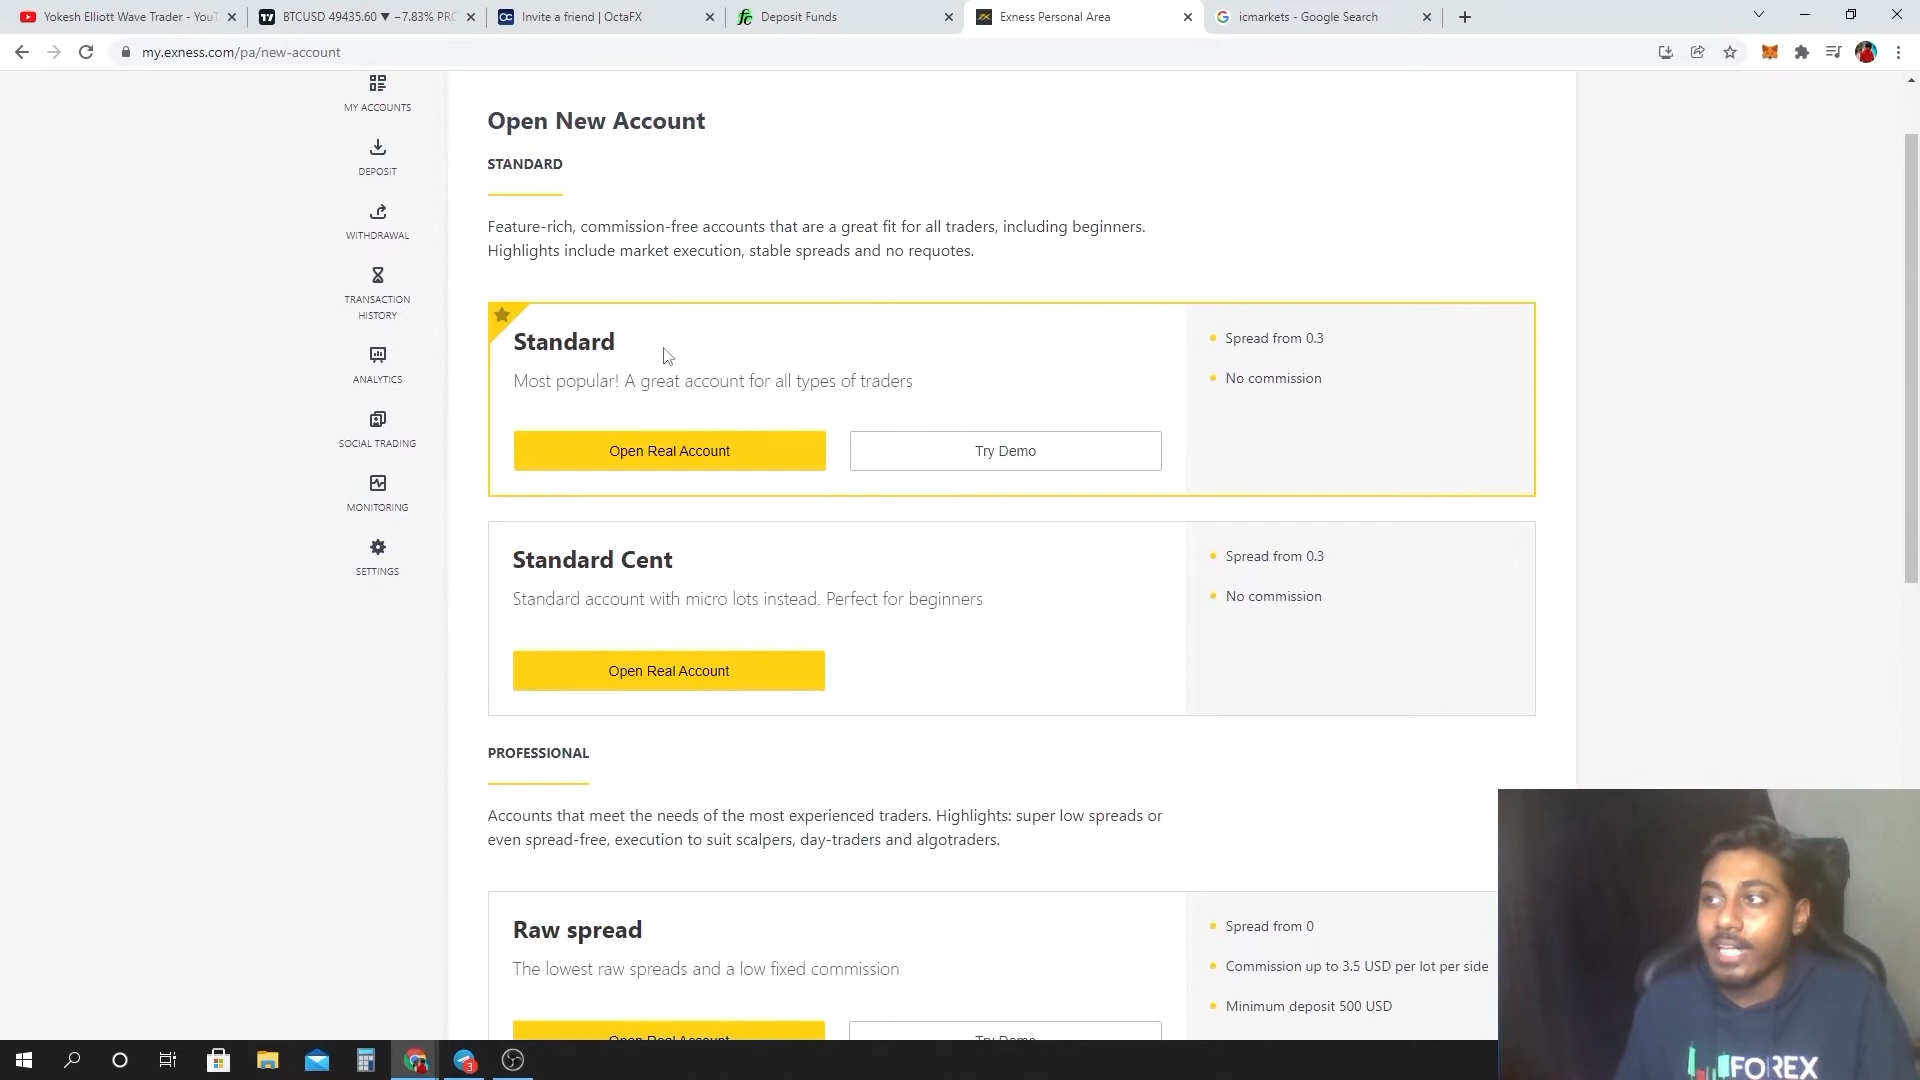 Yokesh Elliott Wave Trader - YouT
BTCUSD 49435.60 ▼ −7.83% PRO
Invite a friend | OctaFX
Deposit Funds
Exness Personal Area
icmarkets - Google Search
my.exness.com/pa/new-account
MY ACCOUNTS
DEPOSIT
WITHDRAWAL
TRANSACTION
HISTORY
ANALYTICS
SOCIAL TRADING
MONITORING
SETTINGS
Open New Account
STANDARD
Feature-rich, commission-free accounts that are a great fit for all traders, including beginners.
Highlights include market execution, stable spreads and no requotes.
Standard
Most popular! A great account for all types of traders
Open Real Account
Try Demo
Spread from 0.3
No commission
Standard Cent
Standard account with micro lots instead. Perfect for beginners
Open Real Account
Spread from 0.3
No commission
PROFESSIONAL
Accounts that meet the needs of the most experienced traders. Highlights: super low spreads or
even spread-free, execution to suit scalpers, day-traders and algotraders.
Raw spread
The lowest raw spreads and a low fixed commission
Open Real Account
Try Demo
Spread from 0
Commission up to 3.5 USD per lot per side
Minimum deposit 500 USD
3
FOREX